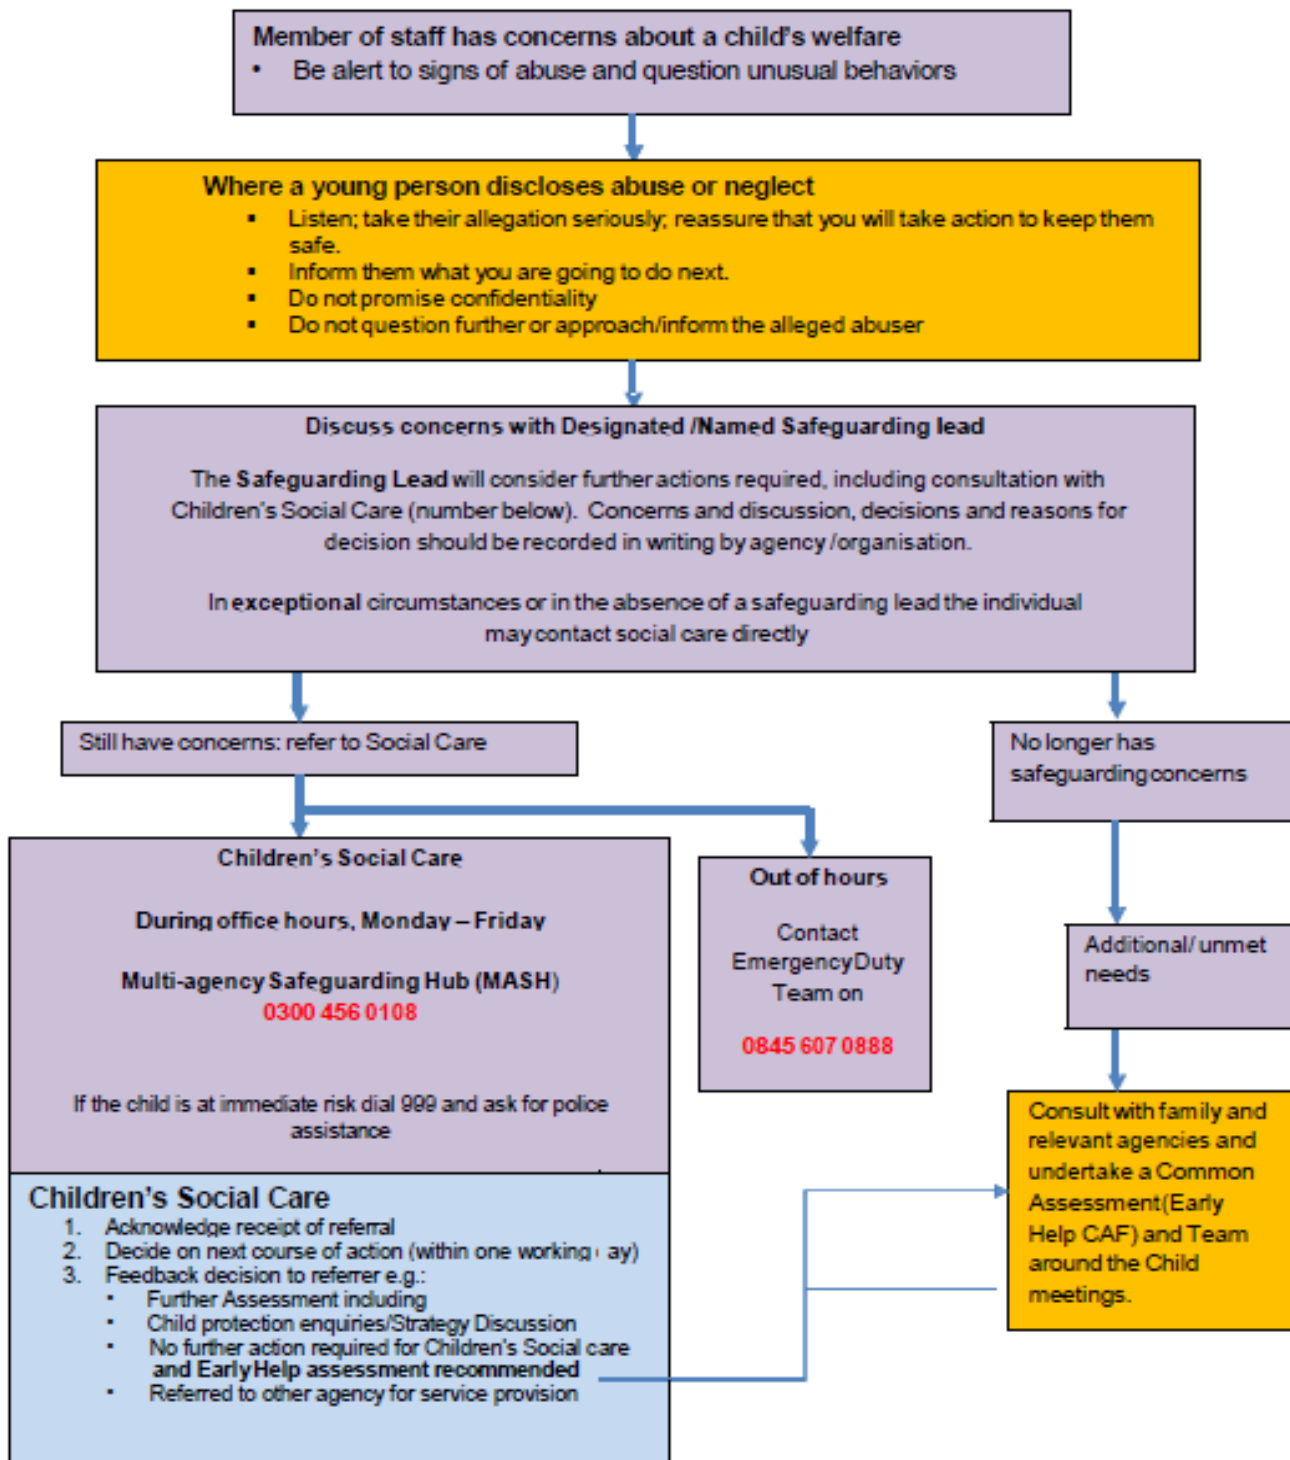 Member of staff has concerns about a child's welfare
• Be alert to signs of abuse and question unusual behaviors
Where a young person discloses abuse or neglect
▪ Listen; take their allegation seriously; reassure that you will take action to keep them
safe.
▪ Inform them what you are going to do next.
▪ Do not promise confidentiality
▪ Do not question further or approach/inform the alleged abuser
Discuss concerns with Designated /Named Safeguarding lead
The Safeguarding Lead will consider further actions required, including consultation with
Children's Social Care (number below). Concerns and discussion, decisions and reasons for
decision should be recorded in writing by agency /organisation.
In exceptional circumstances or in the absence of a safeguarding lead the individual
may contact social care directly
Still have concerns: refer to Social Care
No longer has
safeguarding concerns
Children's Social Care
During office hours, Monday – Friday
Multi-agency Safeguarding Hub (MASH)
0300 456 0108
If the child is at immediate risk dial 999 and ask for police
assistance
Out of hours
Contact
Emergency Duty
Team on
0845 607 0888
Additional/ unmet
needs
Consult with family and
relevant agencies and
undertake a Common
Assessment (Early
Help CAF) and Team
around the Child
meetings.
Children's Social Care
1. Acknowledge receipt of referral
2. Decide on next course of action (within one working ay)
3. Feedback decision to referrer e.g.:
▪ Further Assessment including
▪ Child protection enquiries/Strategy Discussion
▪ No further action required for Children's Social care
and Early Help assessment recommended
▪ Referred to other agency for service provision